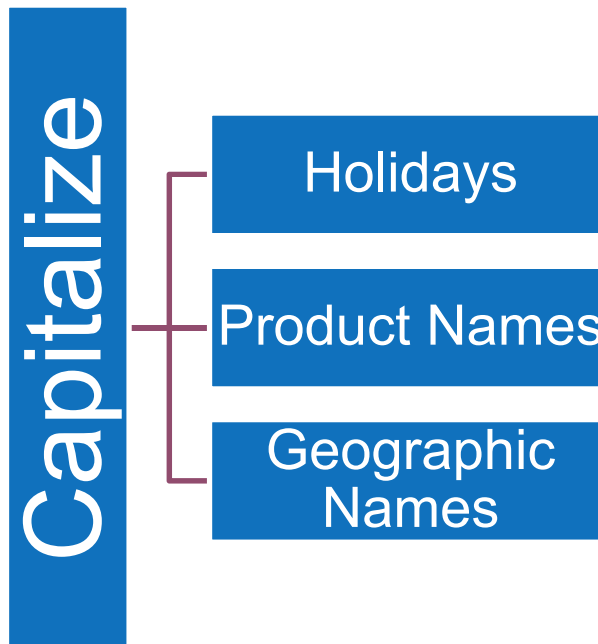 Capitalize
Holidays
Product Names
Geographic
Names